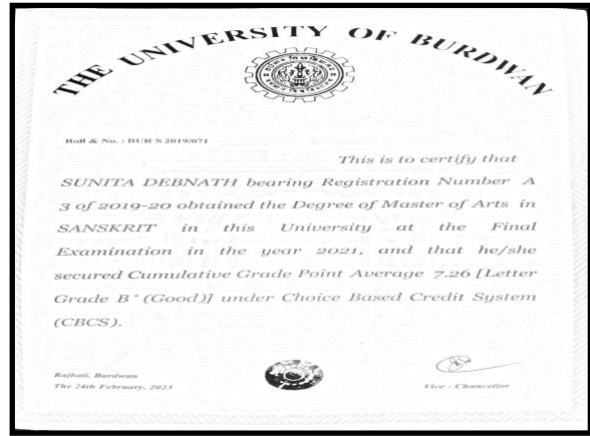 THE UNIVERSITY OF BURDWAN
Roll & No. : BUR S 2019/071
This is to certify that
SUNITA DEBNATH bearing Registration Number A
3 of 2019-20 obtained the Degree of Master of Arts in
SANSKRIT in this University at the Final
Examination in the year 2021, and that he/she
secured Cumulative Grade Point Average 7.26 [Letter
Grade B+ (Good)] under Choice Based Credit System
(CBCS).
Rajbati, Burdwan
The 24th February, 2023
Vice - Chancellor